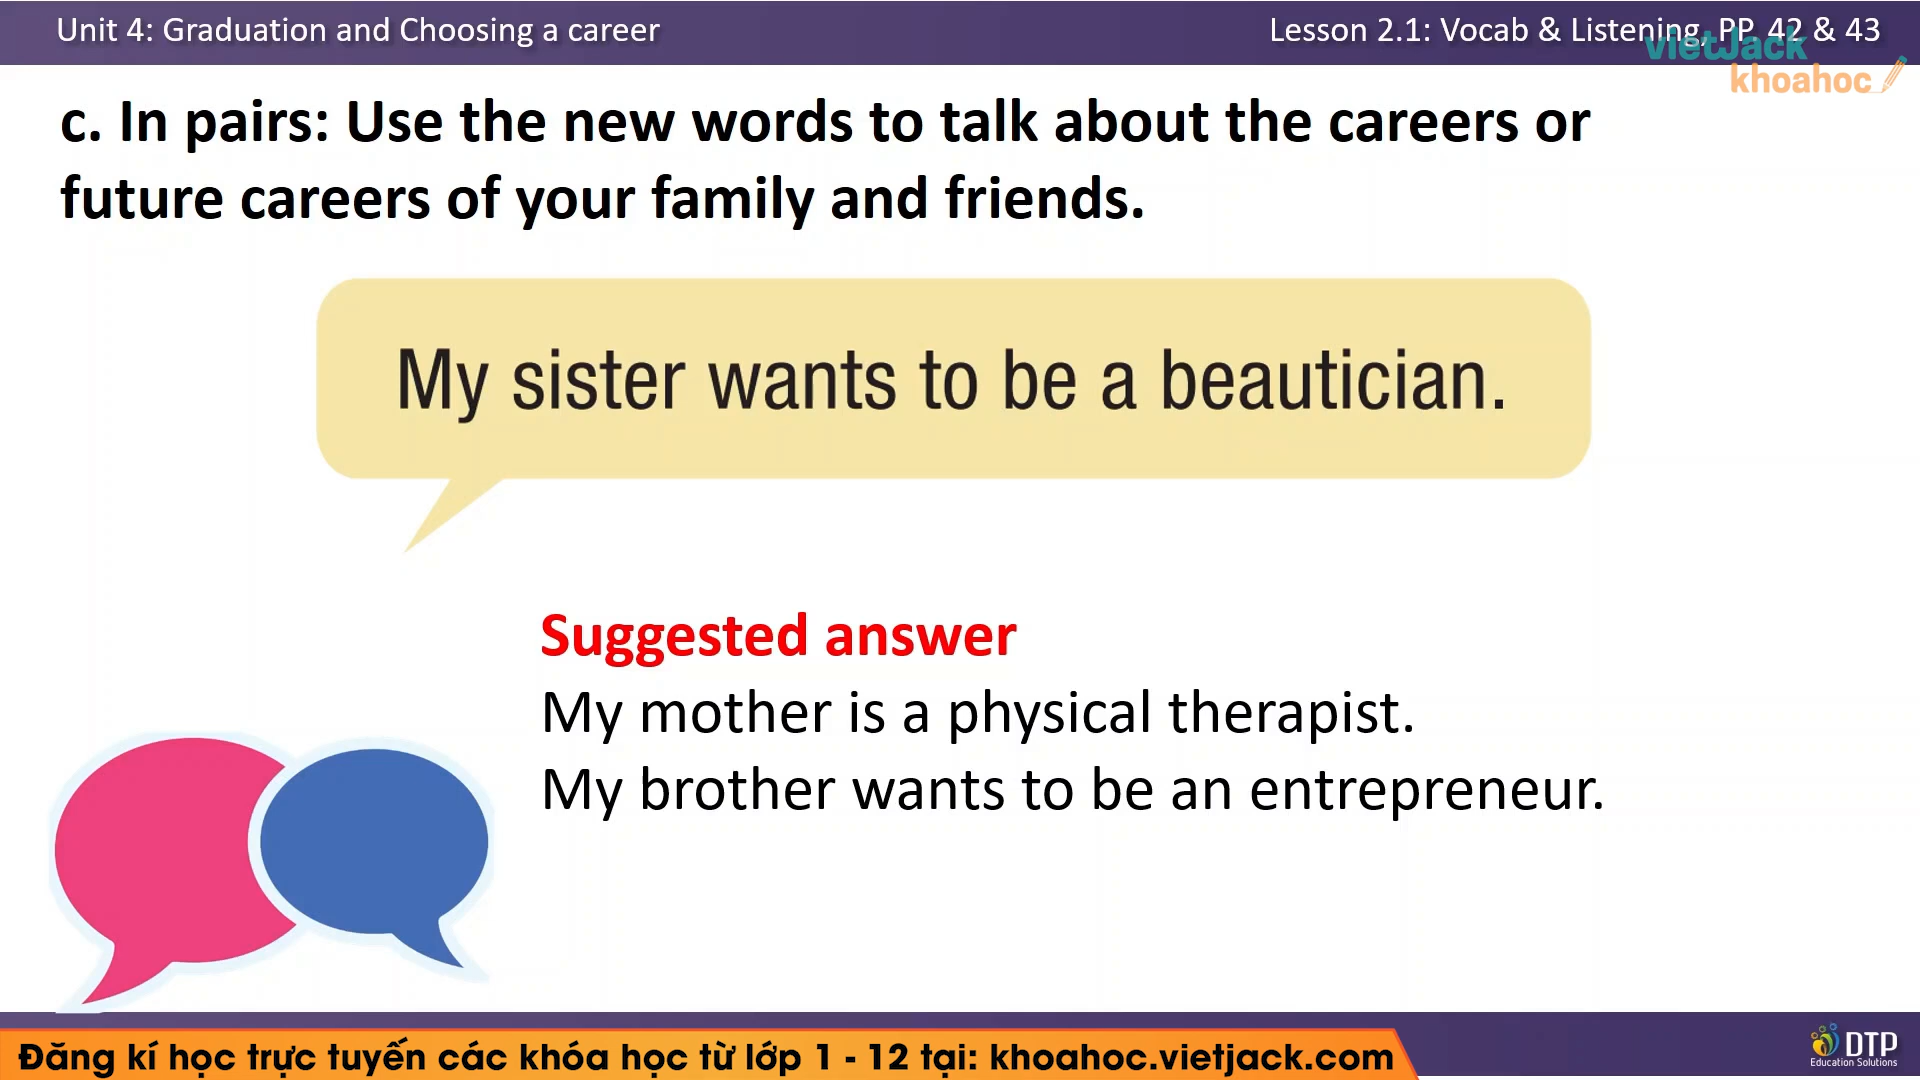 Unit 4: Graduation and Choosing a career
Lesson 2.1: Vocab & Listening, PP. 42 & 43
vietJack
khoahoc
c. In pairs: Use the new words to talk about the careers or
future careers of your family and friends.
My sister wants to be a beautician.
Suggested answer
My mother is a physical therapist.
My brother wants to be an entrepreneur.
Đăng kí học trực tuyến các khóa học từ lớp 1 - 12 tại: khoahoc.vietjack.com
DTP
Education Solutions